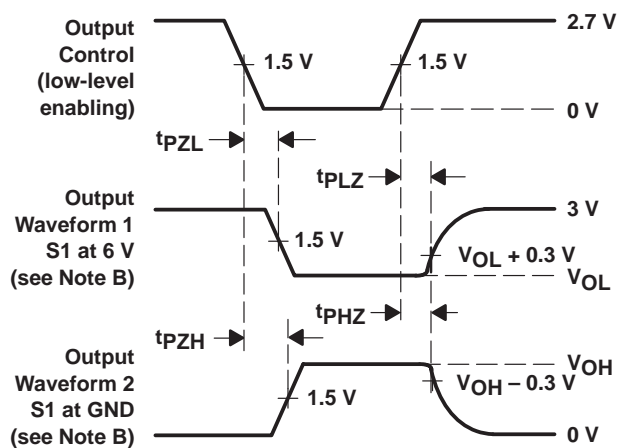 Output
Control
(low-level
enabling)
2.7 V
1.5 V
1.5 V
0 V
tPZL
tPLZ
Output
Waveform 1
S1 at 6 V
(see Note B)
3 V
1.5 V
VOL + 0.3 V
VOL
tPHZ
tPZH
Output
Waveform 2
S1 at GND
(see Note B)
VOH
VOH – 0.3 V
1.5 V
0 V